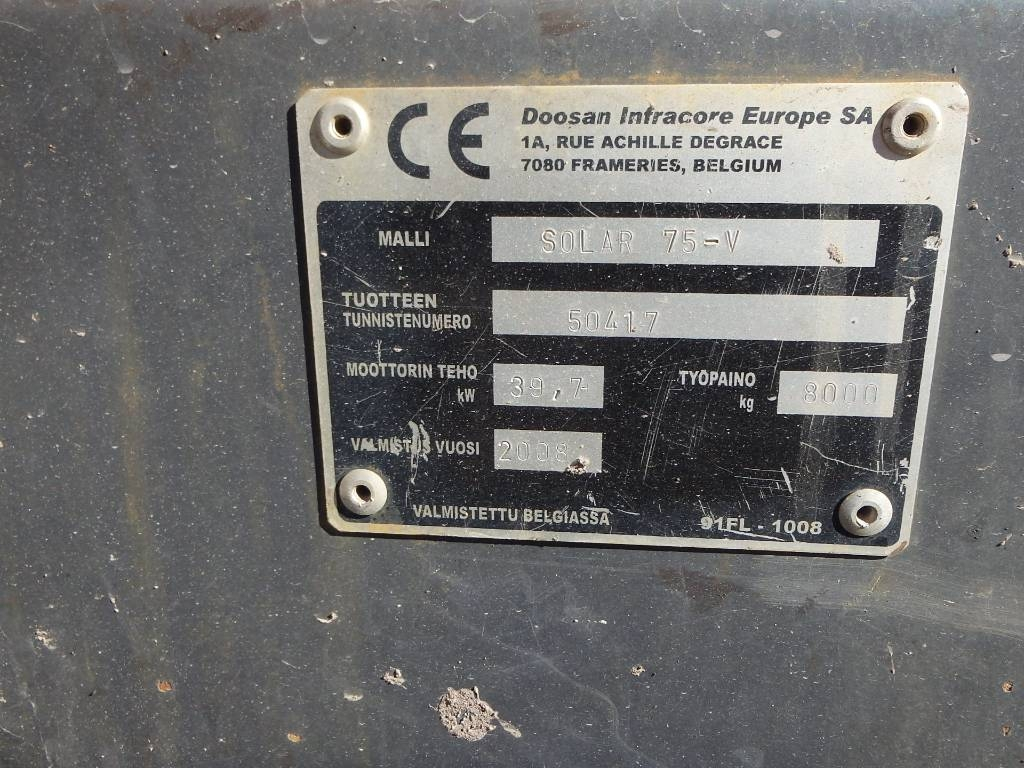 CE
Doosan Infracore Europe SA
1A, RUE ACHILLE DEGRACE
7080 FRAMERIES, BELGIUM
MALLI SOLAR 75-V
TUOTTEEN
TUNNISTENUMERO 50417
MOOTTORIN TEHO kW 39,7 TYÖPAINO kg 8000
VALMISTUS VUOSI 2008
VALMISTETTU BELGIASSA 91FL - 1008